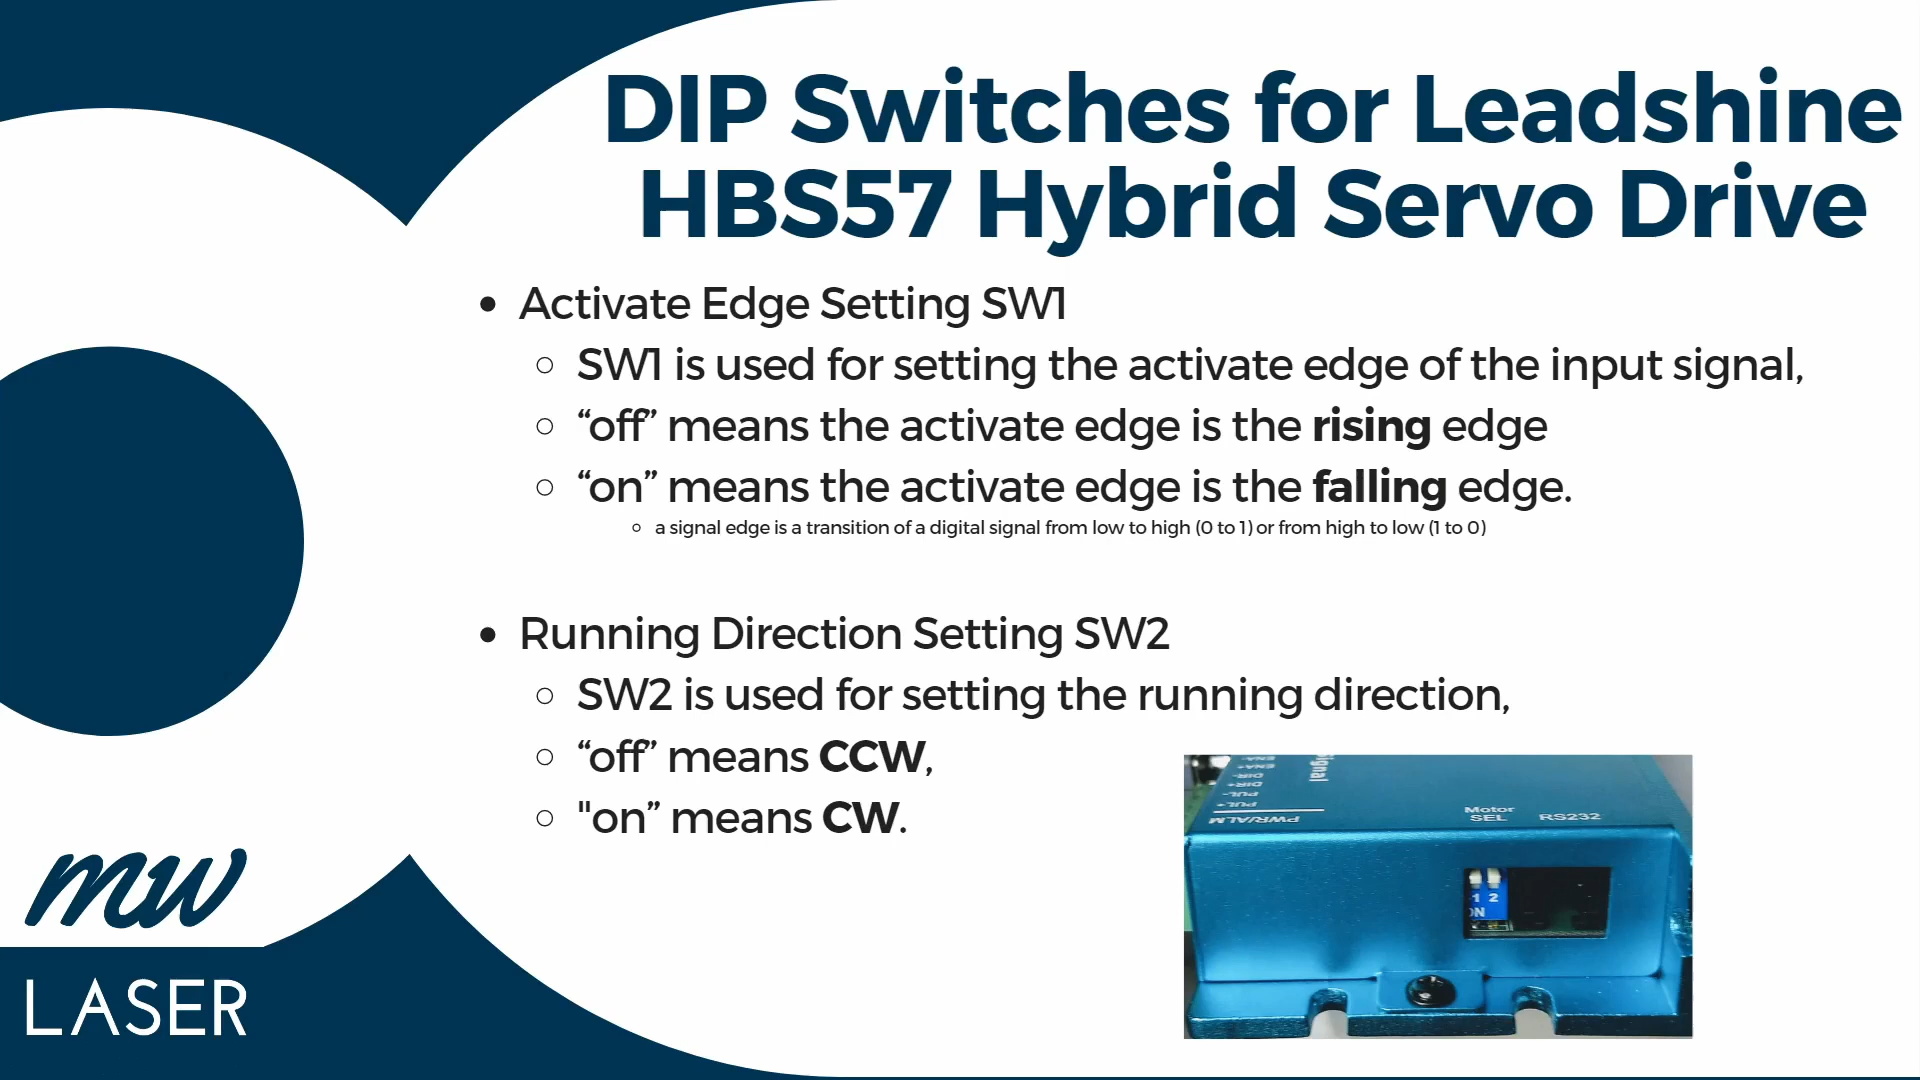 DIP Switches for Leadshine
HBS57 Hybrid Servo Drive
Activate Edge Setting SW1
SW1 is used for setting the activate edge of the input signal,
“off” means the activate edge is the rising edge
“on” means the activate edge is the falling edge.
a signal edge is a transition of a digital signal from low to high (0 to 1) or from high to low (1 to 0)
Running Direction Setting SW2
SW2 is used for setting the running direction,
“off” means CCW,
"on” means CW.
mw
LASER
ENA-
ENA+
DIR-
DIR+
PUL-
PUL+
PWR/ALM
Motor
SEL
RS232
1 2